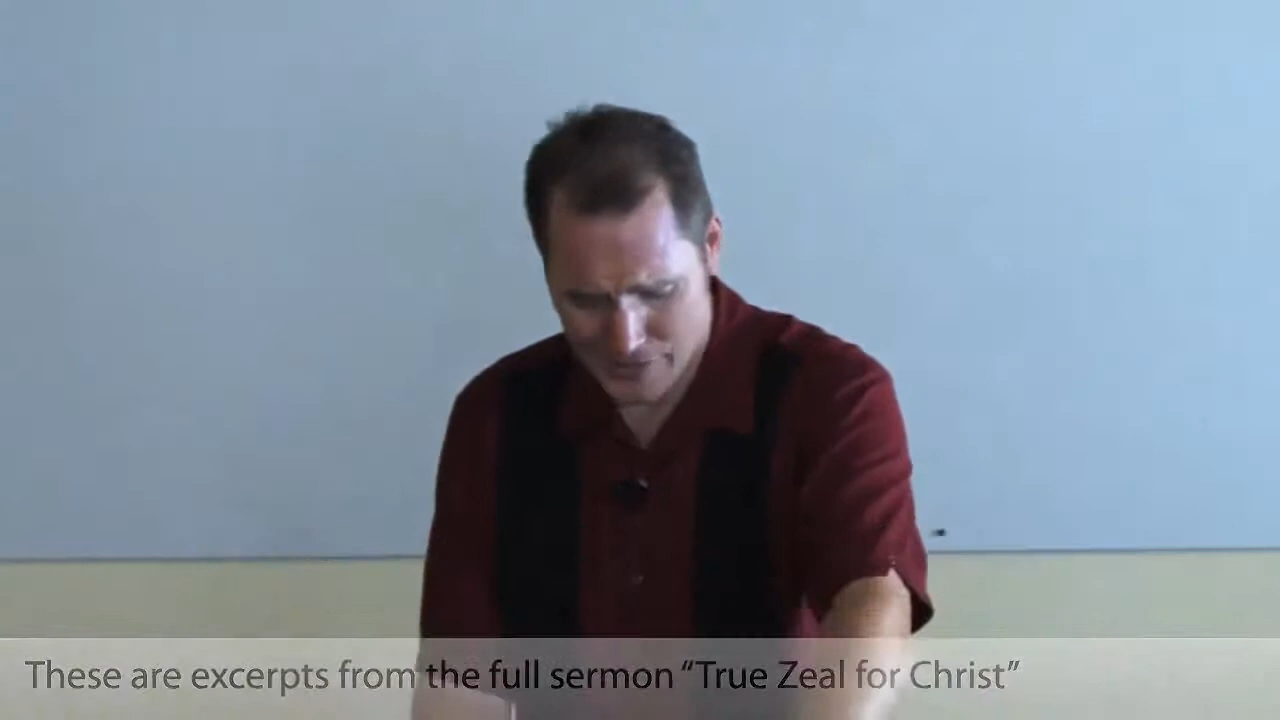 These are excerpts from the full sermon “True Zeal for Christ”